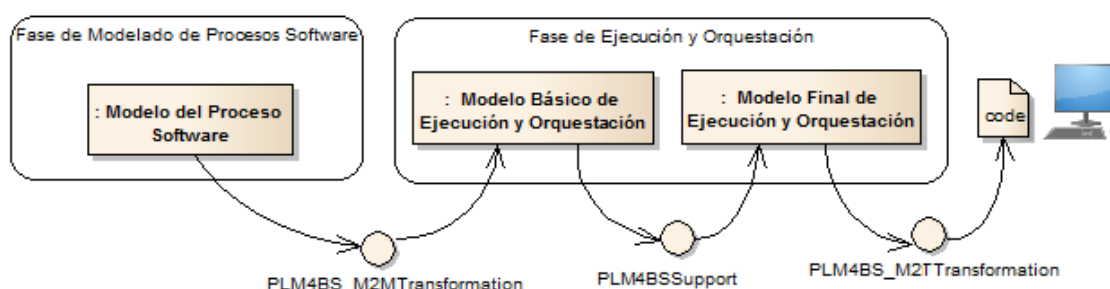 Fase de Modelado de Procesos Software
Fase de Ejecución y Orquestación
: Modelo del Proceso
Software
: Modelo Básico de
Ejecución y Orquestación
: Modelo Final de
Ejecución y Orquestación
code
PLM4BS_M2MTransformation
PLM4BSSupport
PLM4BS_M2TTransformation